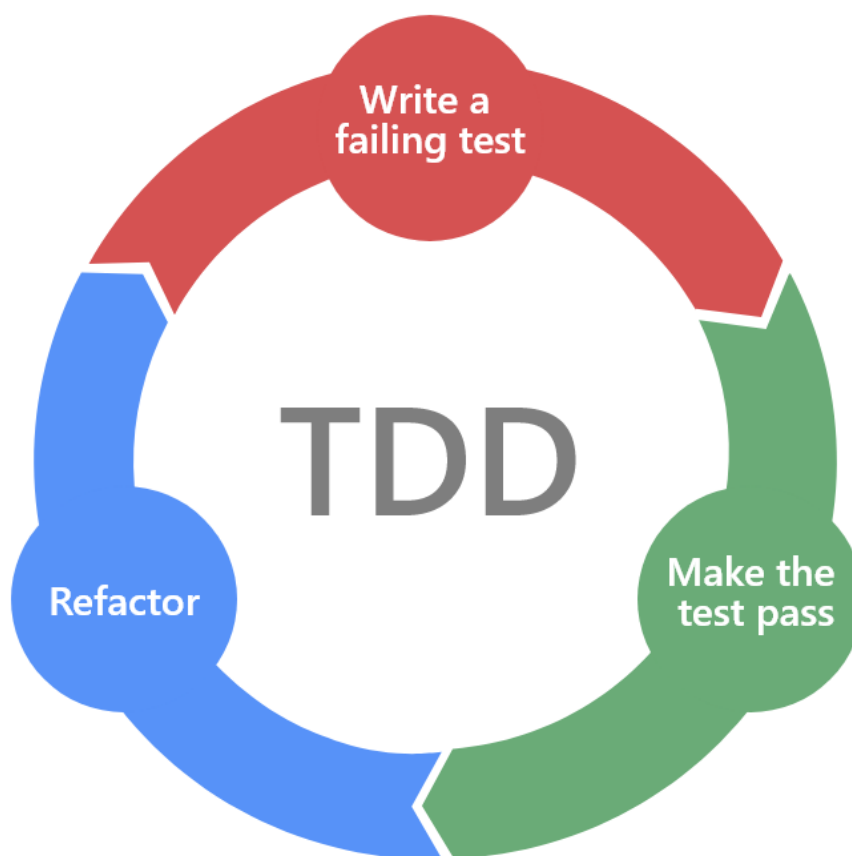 Write a
failing test
TDD
Refactor
Make the
test pass